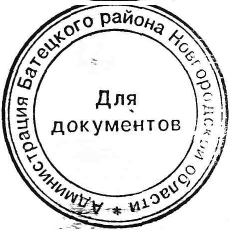 Администрация Батецкого района Новгородской области *
Для
документов